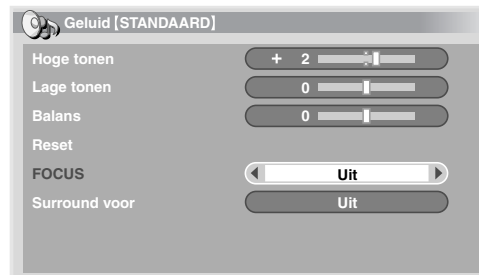 Geluid [STANDAARD]
Hoge tonen + 2
Lage tonen 0
Balans 0
Reset
FOCUS Uit
Surround voor Uit